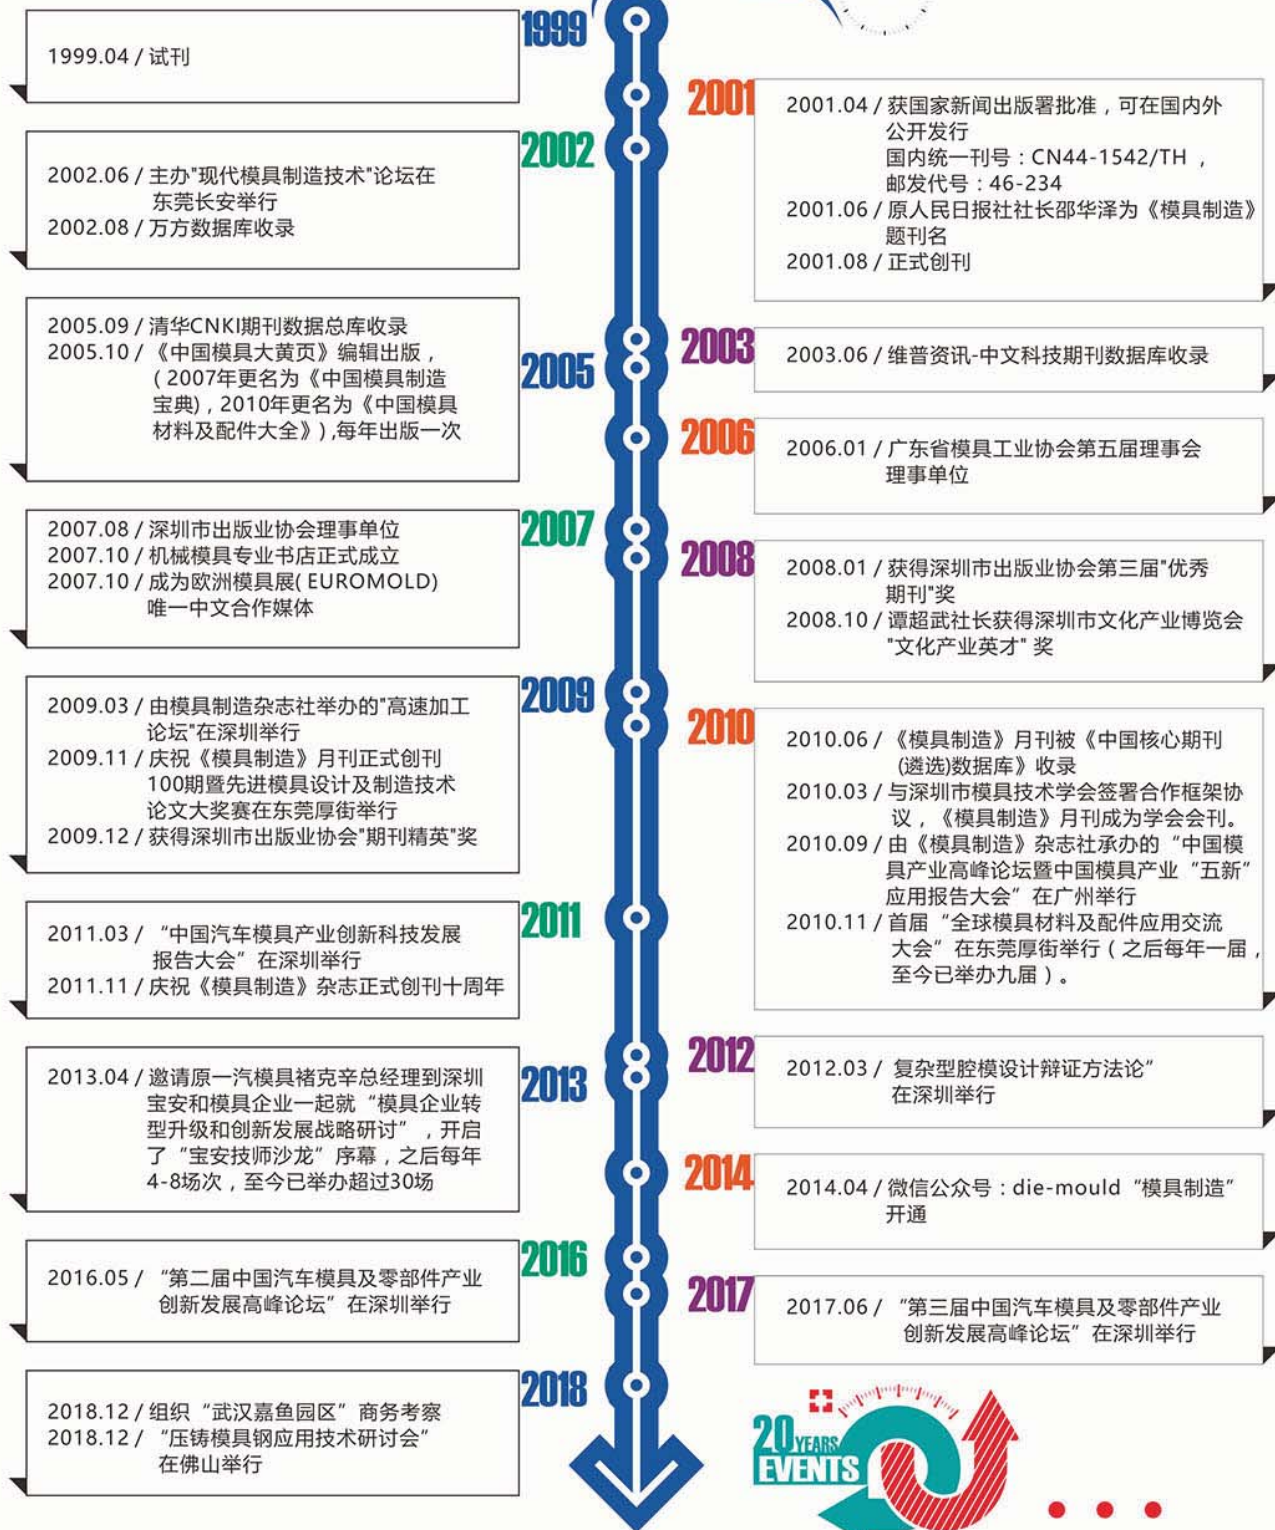 1999
1999.04 / 试刊
2001
2001.04 / 获国家新闻出版署批准，可在国内外
公开发行
国内统一刊号：CN44-1542/TH，
邮发代号：46-234
2001.06 / 原人民日报社社长邵华泽为《模具制造》
题刊名
2001.08 / 正式创刊
2002
2002.06 / 主办"现代模具制造技术"论坛在
东莞长安举行
2002.08 / 万方数据库收录
2003
2003.06 / 维普资讯-中文科技期刊数据库收录
2005
2005.09 / 清华CNKI期刊数据总库收录
2005.10 / 《中国模具大黄页》编辑出版，
(2007年更名为《中国模具制造
宝典)，2010年更名为《中国模具
材料及配件大全》),每年出版一次
2006
2006.01 / 广东省模具工业协会第五届理事会
理事单位
2007
2007.08 / 深圳市出版业协会理事单位
2007.10 / 机械模具专业书店正式成立
2007.10 / 成为欧洲模具展( EUROMOLD)
唯一中文合作媒体
2008
2008.01 / 获得深圳市出版业协会第三届"优秀
期刊"奖
2008.10 / 谭超武社长获得深圳市文化产业博览会
"文化产业英才" 奖
2009
2009.03 / 由模具制造杂志社举办的"高速加工
论坛"在深圳举行
2009.11 / 庆祝《模具制造》月刊正式创刊
100期暨先进模具设计及制造技术
论文大奖赛在东莞厚街举行
2009.12 / 获得深圳市出版业协会"期刊精英"奖
2010
2010.06 / 《模具制造》月刊被《中国核心期刊
(遴选)数据库》收录
2010.03 / 与深圳市模具技术学会签署合作框架协
议，《模具制造》月刊成为学会会刊。
2010.09 / 由《模具制造》杂志社承办的“中国模
具产业高峰论坛暨中国模具产业“五新”
应用报告大会”在广州举行
2010.11 / 首届“全球模具材料及配件应用交流
大会”在东莞厚街举行（之后每年一届，
至今已举办九届）。
2011
2011.03 / “中国汽车模具产业创新科技发展
报告大会”在深圳举行
2011.11 / 庆祝《模具制造》杂志正式创刊十周年
2012
2012.03 / 复杂型腔模设计辩证方法论”
在深圳举行
2013
2013.04 / 邀请原一汽模具褚克辛总经理到深圳
宝安和模具企业一起就“模具企业转
型升级和创新发展战略研讨”，开启
了“宝安技师沙龙”序幕，之后每年
4-8场次，至今已举办超过30场
2014
2014.04 / 微信公众号：die-mould“模具制造”
开通
2016
2016.05 / “第二届中国汽车模具及零部件产业
创新发展高峰论坛”在深圳举行
2017
2017.06 / “第三届中国汽车模具及零部件产业
创新发展高峰论坛”在深圳举行
2018
2018.12 / 组织“武汉嘉鱼园区”商务考察
2018.12 / “压铸模具钢应用技术研讨会”
在佛山举行
20 YEARS
EVENTS